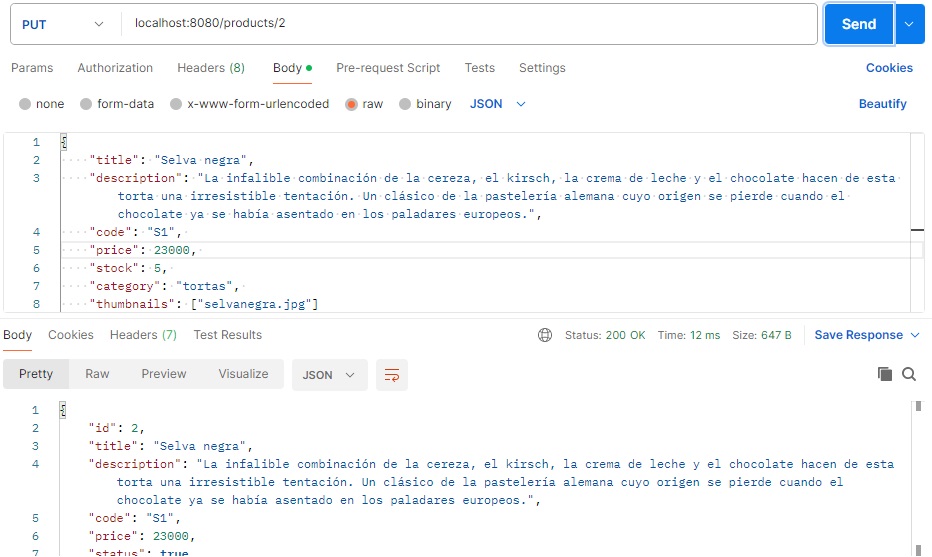 PUT localhost:8080/products/2 Send
Params Authorization Headers (8) Body Pre-request Script Tests Settings Cookies
none form-data x-www-form-urlencoded raw binary JSON Beautify
1 {
2 "title": "Selva negra",
3 "description": "La infalible combinación de la cereza, el kirsch, la crema de leche y el chocolate hacen de esta
torta una irresistible tentación. Un clásico de la pastelería alemana cuyo origen se pierde cuando el
chocolate ya se había asentado en los paladares europeos.",
4 "code": "S1",
5 "price": 23000,
6 "stock": 5,
7 "category": "tortas",
8 "thumbnails": ["selvanegra.jpg"]
Body Cookies Headers (7) Test Results Status: 200 OK Time: 12 ms Size: 647 B Save Response
Pretty Raw Preview Visualize JSON
1 {
2 "id": 2,
3 "title": "Selva negra",
4 "description": "La infalible combinación de la cereza, el kirsch, la crema de leche y el chocolate hacen de esta
torta una irresistible tentación. Un clásico de la pastelería alemana cuyo origen se pierde cuando el
chocolate ya se había asentado en los paladares europeos.",
5 "code": "S1",
6 "price": 23000,
7 "status": true,